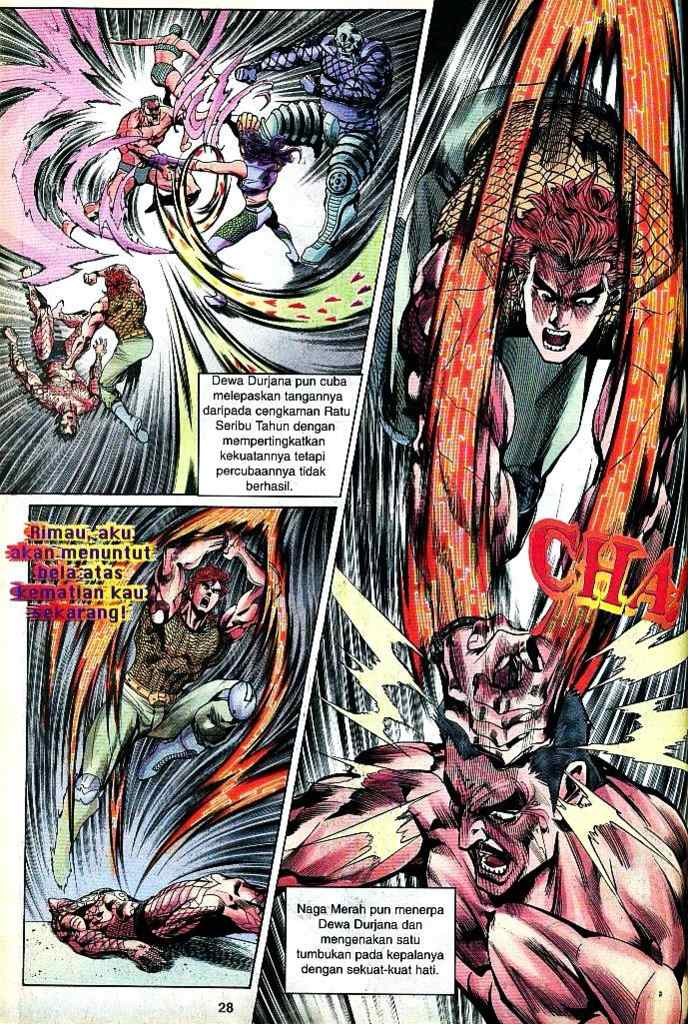 Dewa Durjana pun cuba
melepaskan tangannya
daripada cengkaman Ratu
Seribu Tahun dengan
mempertingkatkan
kekuatannya tetapi
percubaannya tidak
berhasil.
Rimau, aku
akan menuntut
bela atas
kematian kau
sekarang!
CHA
Naga Merah pun menerpa
Dewa Durjana dan
mengenakan satu
tumbukan pada kepalanya
dengan sekuat-kuat hati.
28